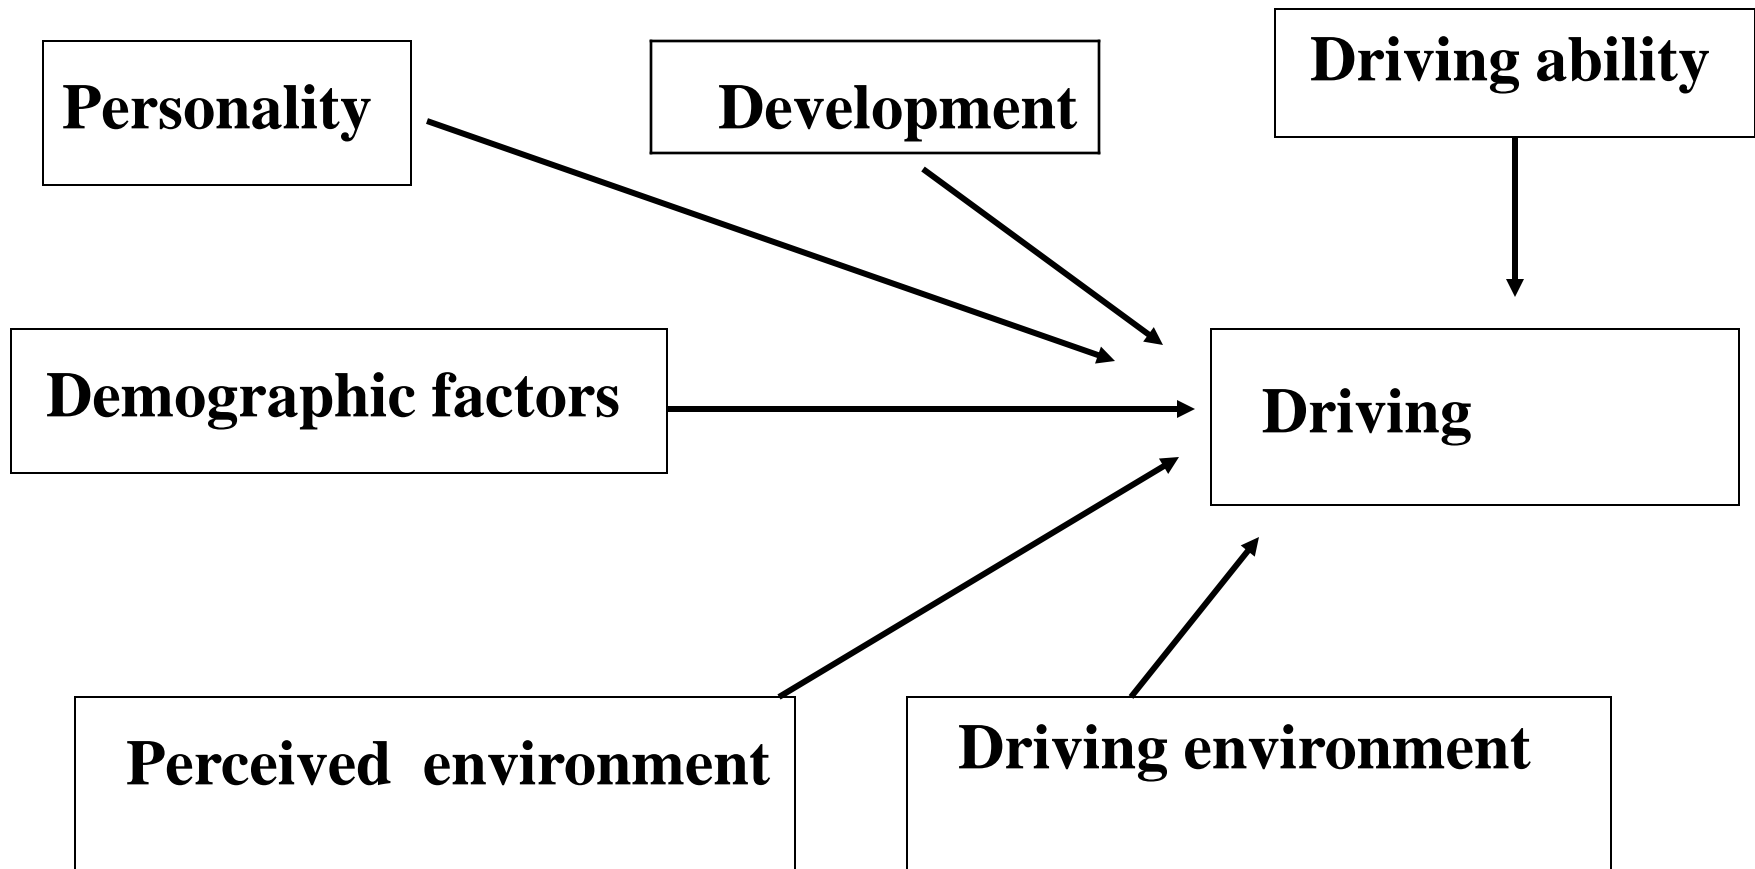 Personality
Development
Driving ability
Demographic factors
Driving
Perceived  environment
Driving environment